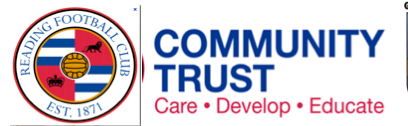 READING FOOTBALL CLUB
EST. 1871
COMMUNITY
TRUST
Care • Develop • Educate